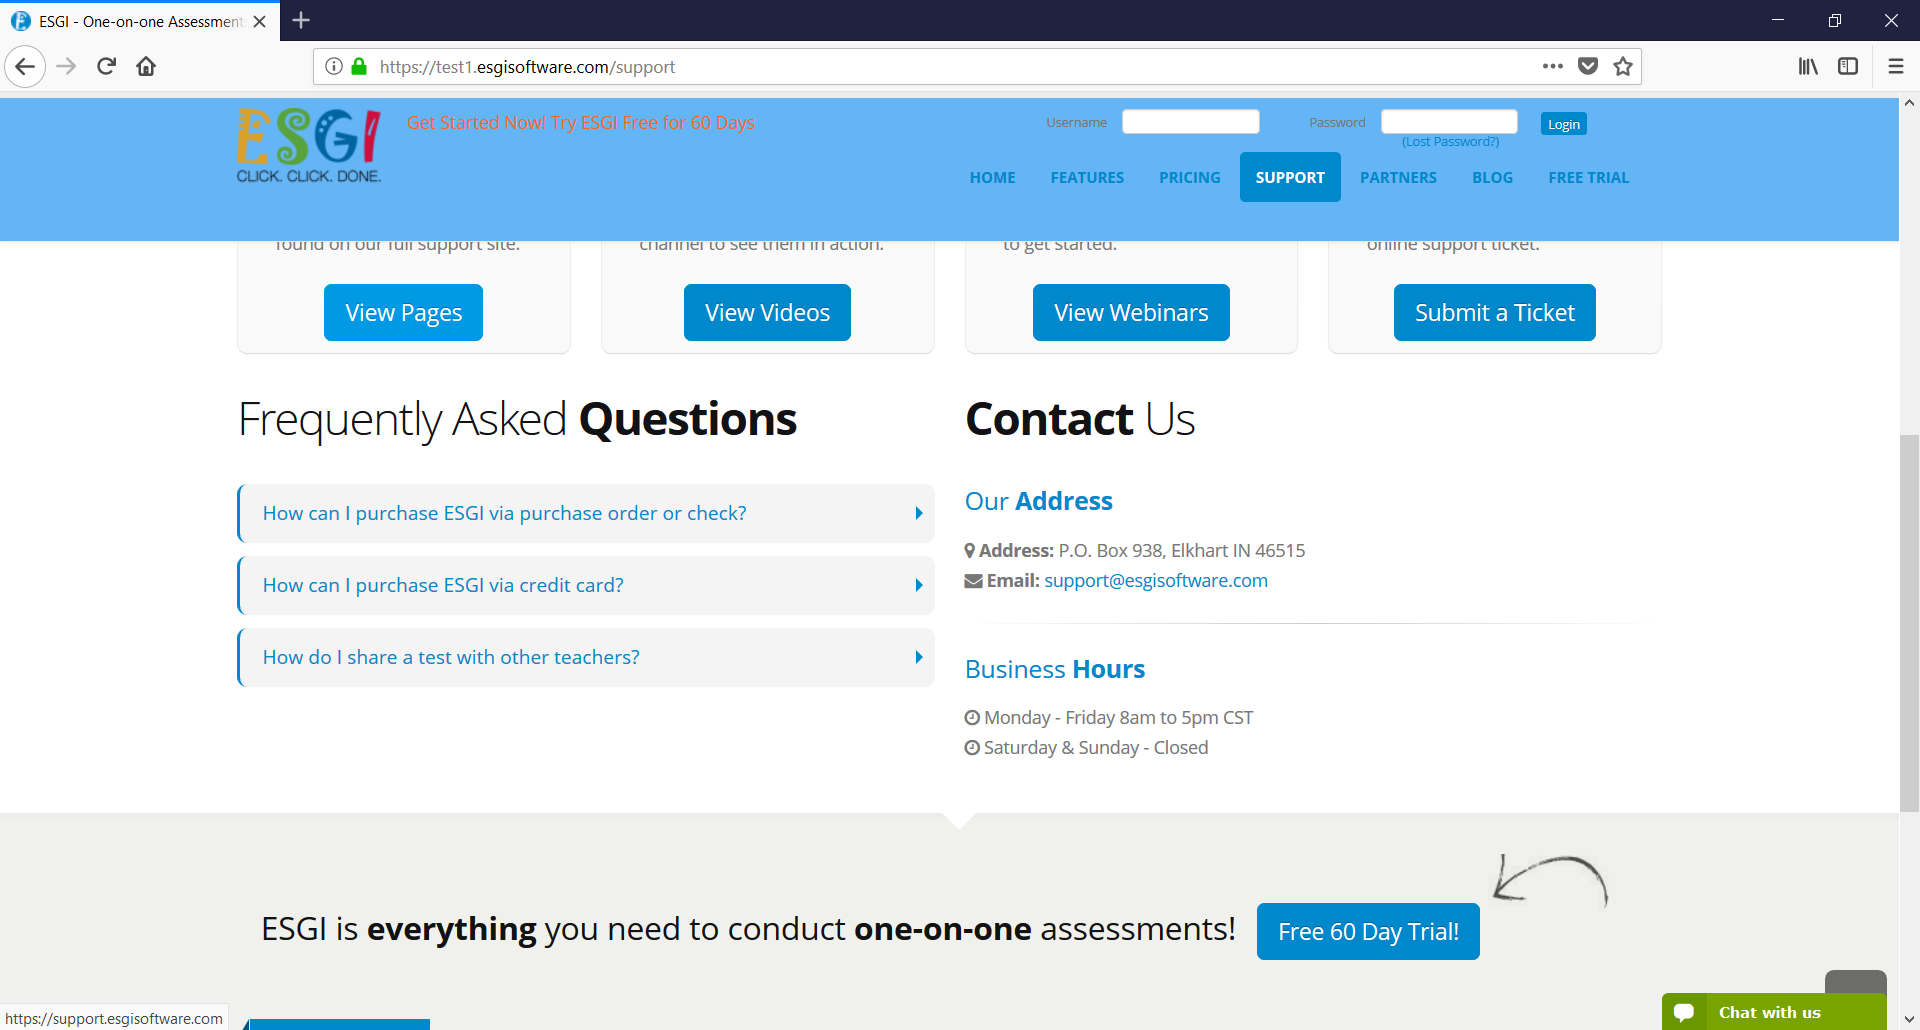 ESGI - One-on-one Assessment
https://test1.esgisoftware.com/support
ESGI
CLICK. CLICK. DONE.
Get Started Now! Try ESGI Free for 60 Days
Username
Password
Login
(Lost Password?)
HOME
FEATURES
PRICING
SUPPORT
PARTNERS
BLOG
FREE TRIAL
found on our full support site.
channel to see them in action.
to get started.
online support ticket.
View Pages
View Videos
View Webinars
Submit a Ticket
Frequently Asked Questions
How can I purchase ESGI via purchase order or check?
How can I purchase ESGI via credit card?
How do I share a test with other teachers?
Contact Us
Our Address
Address: P.O. Box 938, Elkhart IN 46515
Email: support@esgisoftware.com
Business Hours
Monday - Friday 8am to 5pm CST
Saturday & Sunday - Closed
ESGI is everything you need to conduct one-on-one assessments!
Free 60 Day Trial!
Chat with us
https://support.esgisoftware.com